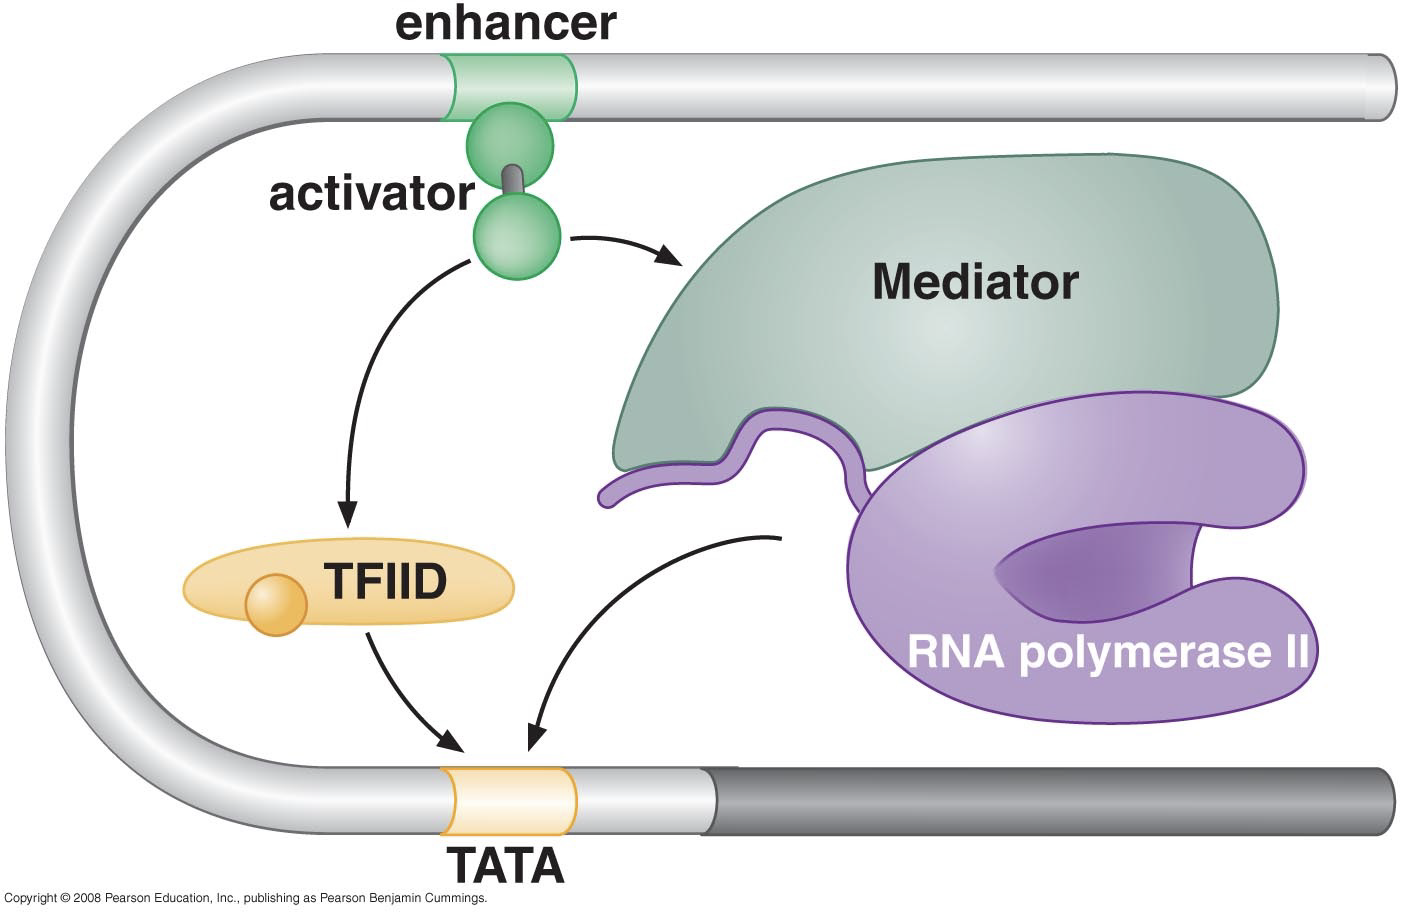 enhancer
activator
Mediator
TFIID
RNA polymerase II
TATA
Copyright © 2008 Pearson Education, Inc., publishing as Pearson Benjamin Cummings.